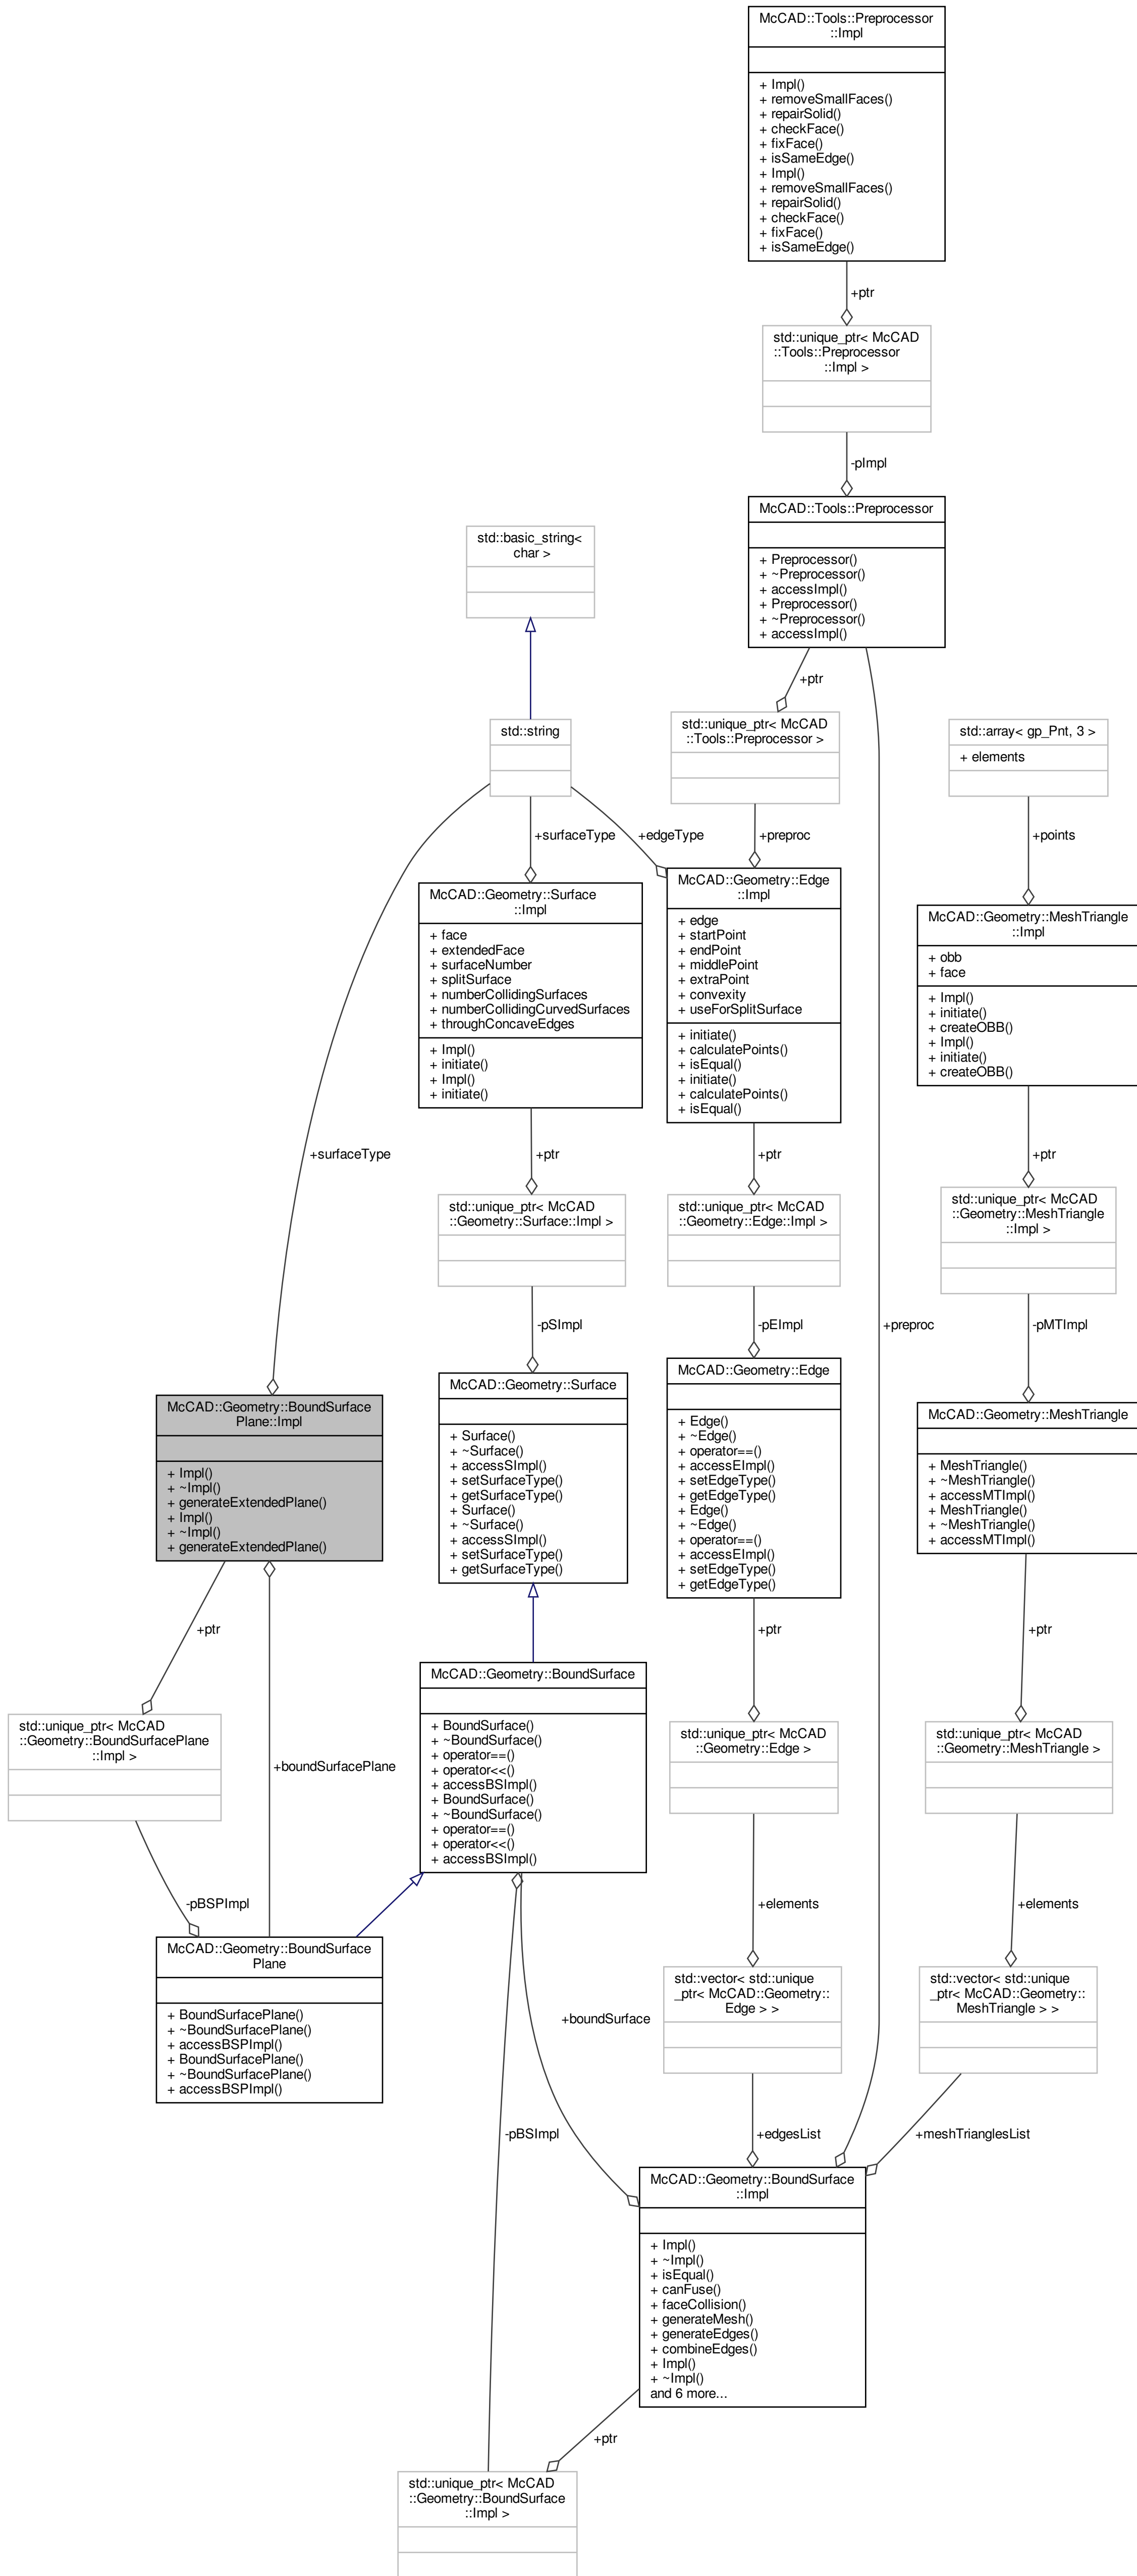 McCAD::Tools::Preprocessor
::Impl
+ Impl()
+ removeSmallFaces()
+ repairSolid()
+ checkFace()
+ fixFace()
+ isSameEdge()
+ Impl()
+ removeSmallFaces()
+ repairSolid()
+ checkFace()
+ fixFace()
+ isSameEdge()
+ptr
std::unique_ptr< McCAD
::Tools::Preprocessor
::Impl >
-pImpl
McCAD::Tools::Preprocessor
+ Preprocessor()
+ ~Preprocessor()
+ accessImpl()
+ Preprocessor()
+ ~Preprocessor()
+ accessImpl()
std::basic_string<
char >
+ptr
std::string
std::unique_ptr< McCAD
::Tools::Preprocessor >
std::array< gp_Pnt, 3 >
+ elements
+surfaceType
+edgeType
+preproc
+points
McCAD::Geometry::Surface
::Impl
+ face
+ extendedFace
+ surfaceNumber
+ splitSurface
+ numberCollidingSurfaces
+ numberCollidingCurvedSurfaces
+ throughConcaveEdges
+ Impl()
+ initiate()
+ Impl()
+ initiate()
McCAD::Geometry::Edge
::Impl
+ edge
+ startPoint
+ endPoint
+ middlePoint
+ extraPoint
+ convexity
+ useForSplitSurface
+ initiate()
+ calculatePoints()
+ isEqual()
+ initiate()
+ calculatePoints()
+ isEqual()
McCAD::Geometry::MeshTriangle
::Impl
+ obb
+ face
+ Impl()
+ initiate()
+ createOBB()
+ Impl()
+ initiate()
+ createOBB()
+surfaceType
+ptr
+ptr
+ptr
std::unique_ptr< McCAD
::Geometry::Surface::Impl >
std::unique_ptr< McCAD
::Geometry::Edge::Impl >
std::unique_ptr< McCAD
::Geometry::MeshTriangle
::Impl >
-pSImpl
-pEImpl
+preproc
-pMTImpl
McCAD::Geometry::BoundSurface
Plane::Impl
+ Impl()
+ ~Impl()
+ generateExtendedPlane()
+ Impl()
+ ~Impl()
+ generateExtendedPlane()
McCAD::Geometry::Surface
+ Surface()
+ ~Surface()
+ accessSImpl()
+ setSurfaceType()
+ getSurfaceType()
+ Surface()
+ ~Surface()
+ accessSImpl()
+ setSurfaceType()
+ getSurfaceType()
McCAD::Geometry::Edge
+ Edge()
+ ~Edge()
+ operator==()
+ accessEImpl()
+ setEdgeType()
+ getEdgeType()
+ Edge()
+ ~Edge()
+ operator==()
+ accessEImpl()
+ setEdgeType()
+ getEdgeType()
McCAD::Geometry::MeshTriangle
+ MeshTriangle()
+ ~MeshTriangle()
+ accessMTImpl()
+ MeshTriangle()
+ ~MeshTriangle()
+ accessMTImpl()
+ptr
+ptr
+ptr
std::unique_ptr< McCAD
::Geometry::BoundSurfacePlane
::Impl >
+boundSurfacePlane
McCAD::Geometry::BoundSurface
+ BoundSurface()
+ ~BoundSurface()
+ operator==()
+ operator<<()
+ accessBSImpl()
+ BoundSurface()
+ ~BoundSurface()
+ operator==()
+ operator<<()
+ accessBSImpl()
std::unique_ptr< McCAD
::Geometry::Edge >
std::unique_ptr< McCAD
::Geometry::MeshTriangle >
-pBSPImpl
+elements
+elements
McCAD::Geometry::BoundSurface
Plane
+ BoundSurfacePlane()
+ ~BoundSurfacePlane()
+ accessBSPImpl()
+ BoundSurfacePlane()
+ ~BoundSurfacePlane()
+ accessBSPImpl()
+boundSurface
std::vector< std::unique
_ptr< McCAD::Geometry::
Edge > >
std::vector< std::unique
_ptr< McCAD::Geometry::
MeshTriangle > >
-pBSImpl
+edgesList
+meshTrianglesList
McCAD::Geometry::BoundSurface
::Impl
+ Impl()
+ ~Impl()
+ isEqual()
+ canFuse()
+ faceCollision()
+ generateMesh()
+ generateEdges()
+ combineEdges()
+ Impl()
+ ~Impl()
and 6 more...
+ptr
std::unique_ptr< McCAD
::Geometry::BoundSurface
::Impl >